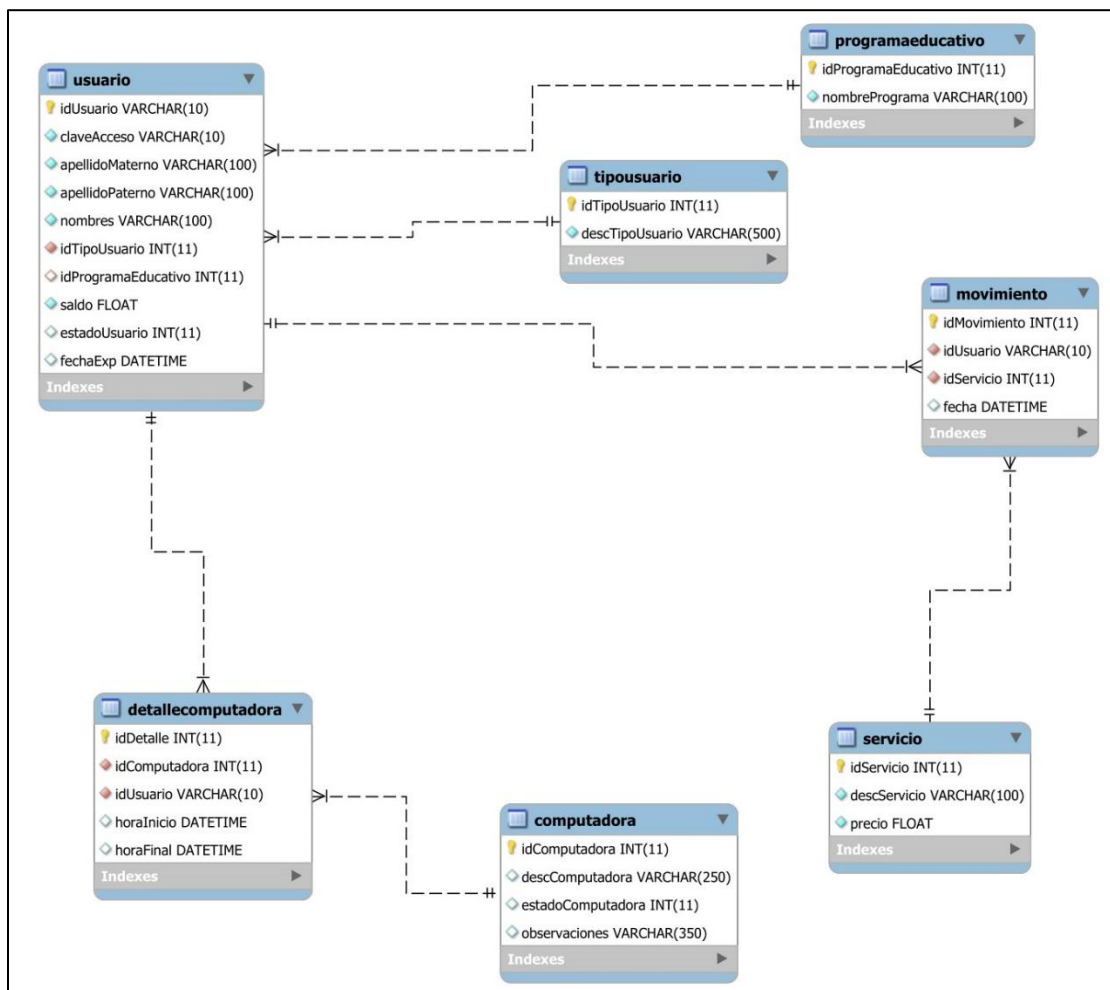 usuario
idUsuario VARCHAR(10)
claveAcceso VARCHAR(10)
apellidoMaterno VARCHAR(100)
apellidoPaterno VARCHAR(100)
nombres VARCHAR(100)
idTipoUsuario INT(11)
idProgramaEducativo INT(11)
saldo FLOAT
estadoUsuario INT(11)
fechaExp DATETIME
Indexes
programaeducativo
idProgramaEducativo INT(11)
nombrePrograma VARCHAR(100)
Indexes
tipousuario
idTipoUsuario INT(11)
descTipoUsuario VARCHAR(500)
Indexes
movimiento
idMovimiento INT(11)
idUsuario VARCHAR(10)
idServicio INT(11)
fecha DATETIME
Indexes
detallecomputadora
idDetalle INT(11)
idComputadora INT(11)
idUsuario VARCHAR(10)
horaInicio DATETIME
horaFinal DATETIME
Indexes
computadora
idComputadora INT(11)
descComputadora VARCHAR(250)
estadoComputadora INT(11)
observaciones VARCHAR(350)
Indexes
servicio
idServicio INT(11)
descServicio VARCHAR(100)
precio FLOAT
Indexes